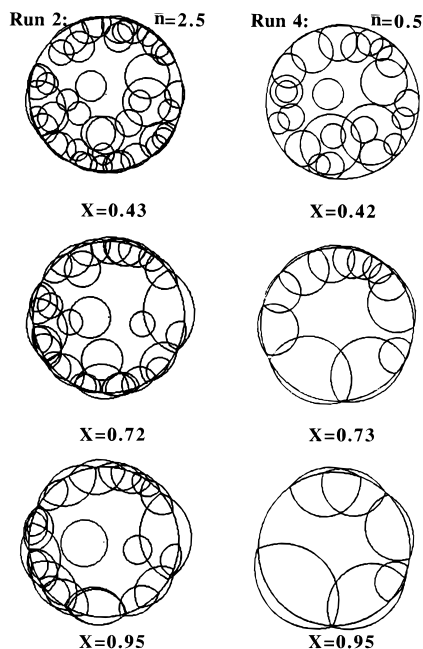 Run 2: n̄=2.5
Run 4: n̄=0.5
X=0.43
X=0.42
X=0.72
X=0.73
X=0.95
X=0.95